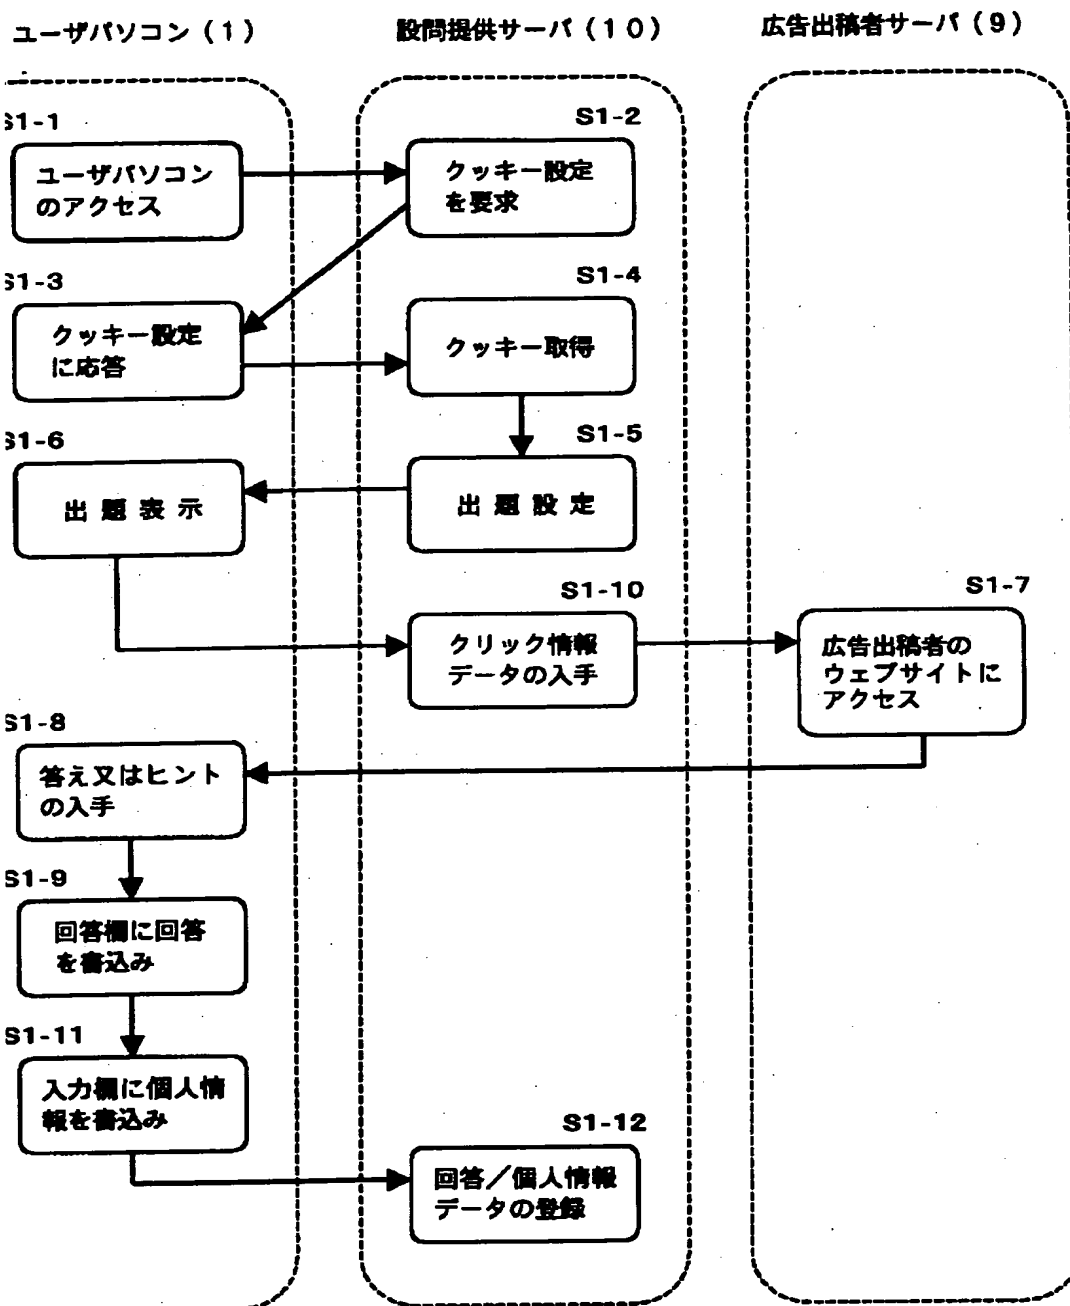 ユーザパソコン(1)
設問提供サーバ(10)
広告出稿者サーバ(9)
S1-1
ユーザパソコン
のアクセス
S1-2
クッキー設定
を要求
S1-3
クッキー設定
に応答
S1-4
クッキー取得
S1-6
出題表示
S1-5
出題設定
S1-10
クリック情報
データの入手
S1-7
広告出稿者の
ウェブサイトに
アクセス
S1-8
答え又はヒント
の入手
S1-9
回答欄に回答
を書込み
S1-11
入力欄に個人情
報を書込み
S1-12
回答/個人情報
データの登録